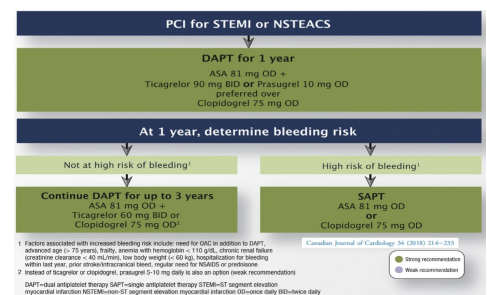 PCI for STEMI or NSTEACS
DAPT for 1 year
ASA 81 mg OD +
Ticagrelor 90 mg BID or Prasugrel 10 mg OD
preferred over
Clopidogrel 75 mg OD
At 1 year, determine bleeding risk
Not at high risk of bleeding1
High risk of bleeding1
Continue DAPT for up to 3 years
ASA 81 mg OD +
Ticagrelor 60 mg BID or
Clopidogrel 75 mg OD2
SAPT
ASA 81 mg OD
or
Clopidogrel 75 mg OD
1 Factors associated with increased bleeding risk include: need for OAC in addition to DAPT,
advanced age (> 75 years), frailty, anemia with hemoglobin < 110 g/dL, chronic renal failure
(creatinine clearance < 40 mL/min), low body weight (< 60 kg), hospitalization for bleeding
within last year, prior stroke/intracranial bleed, regular need for NSAIDS or prednisone
2 Instead of ticagrelor or clopidogrel, prasugrel 5-10 mg daily is also an option (weak recommendation)
DAPT=dual antiplatelet therapy SAPT=single antiplatelet therapy STEMI=ST segment elevation
myocardial infarction NSTEMI=non-ST segment elevation myocardial infarction OD=once daily BID=twice daily
Canadian Journal of Cardiology 34 (2018) 214–233
Strong recommendation
Weak recommendation